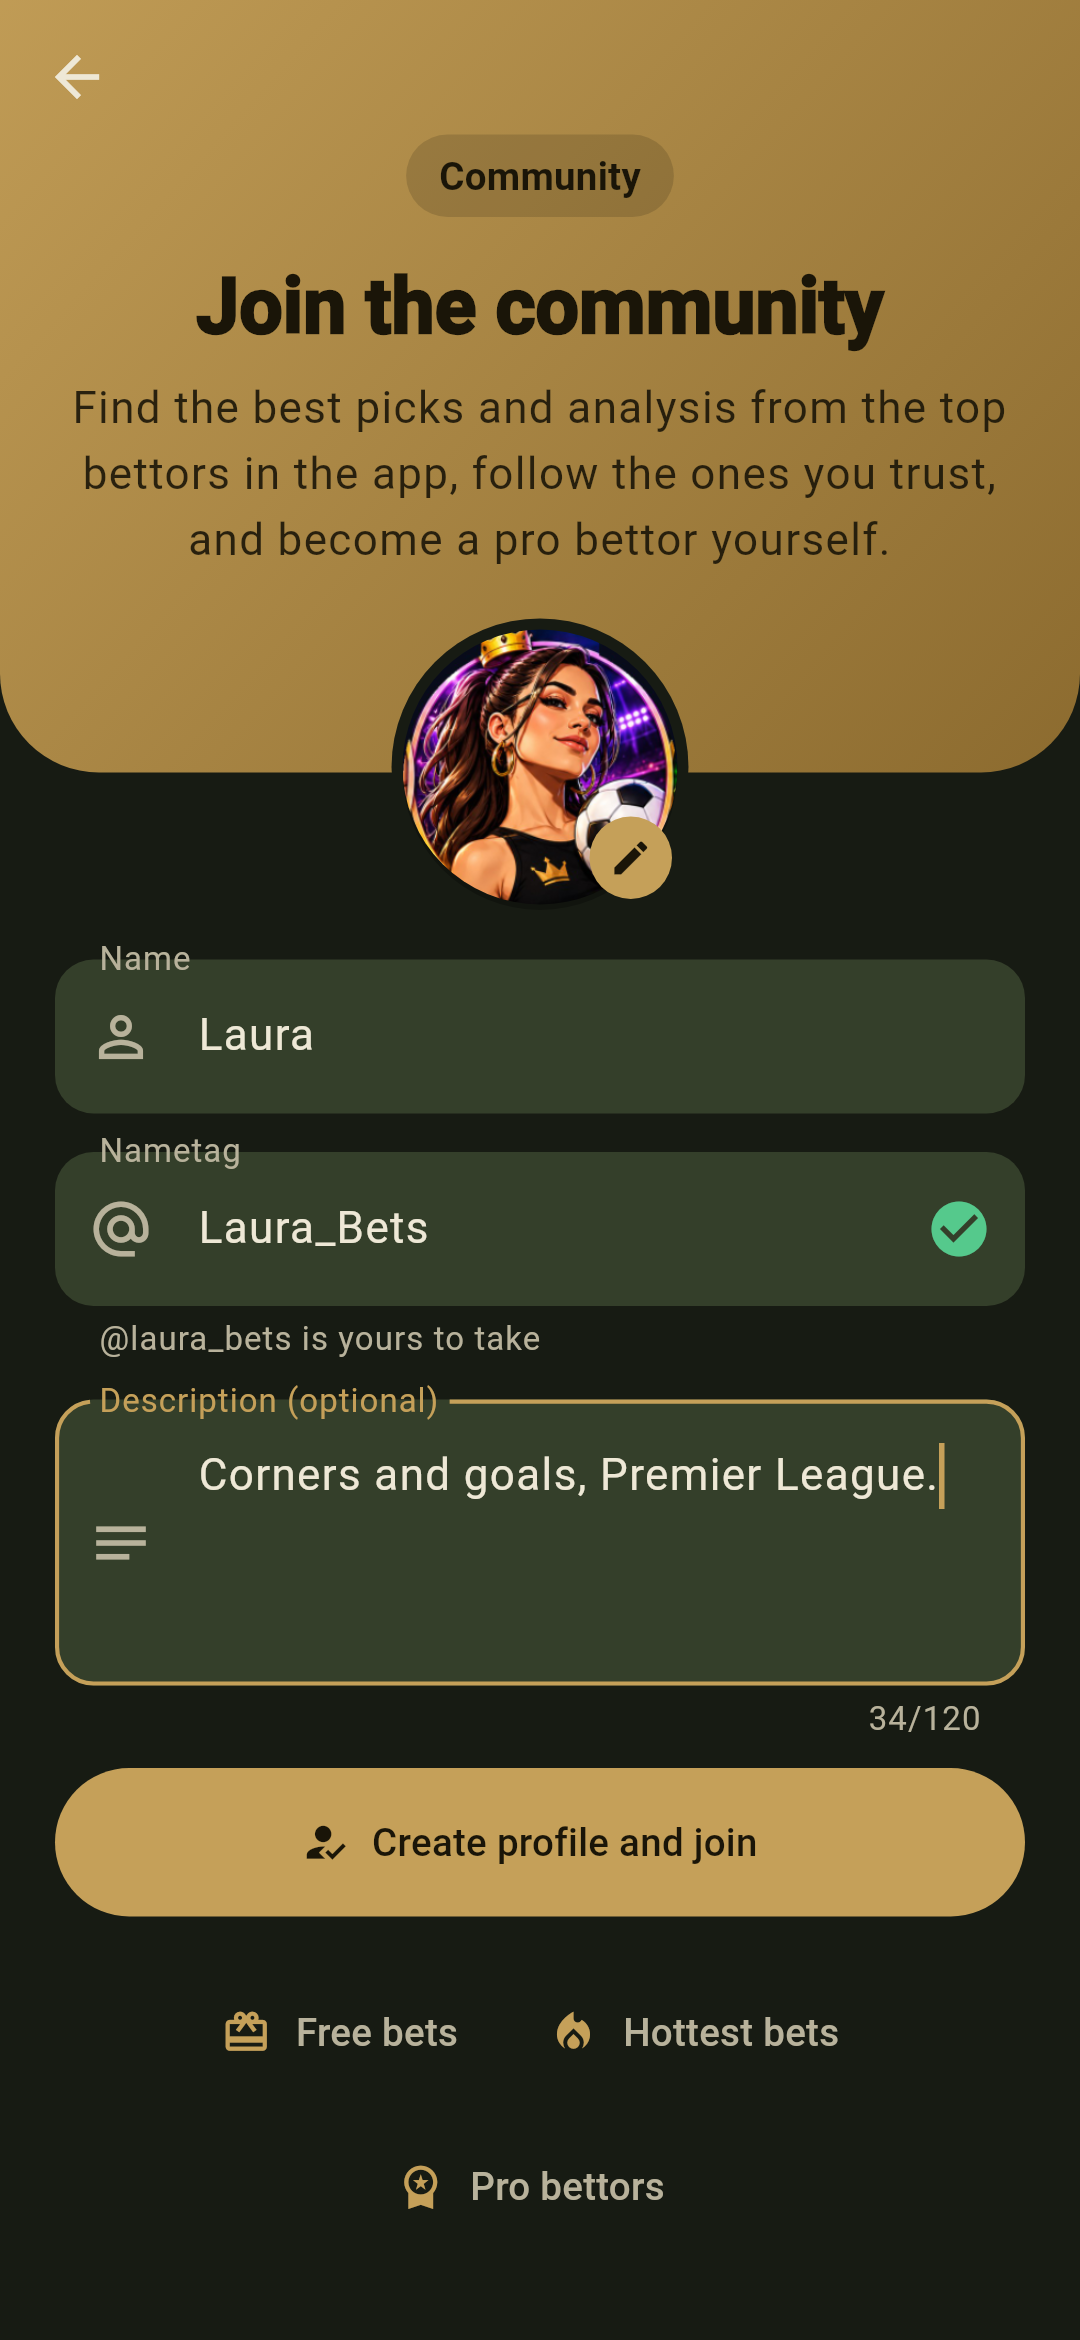 Community
Join the community
Find the best picks and analysis from the top
bettors in the app, follow the ones you trust,
and become a pro bettor yourself.
Name
Laura
Nametag
Laura_Bets
@laura_bets is yours to take
Description (optional)
Corners and goals, Premier League.
34/120
Create profile and join
Free bets
Hottest bets
Pro bettors